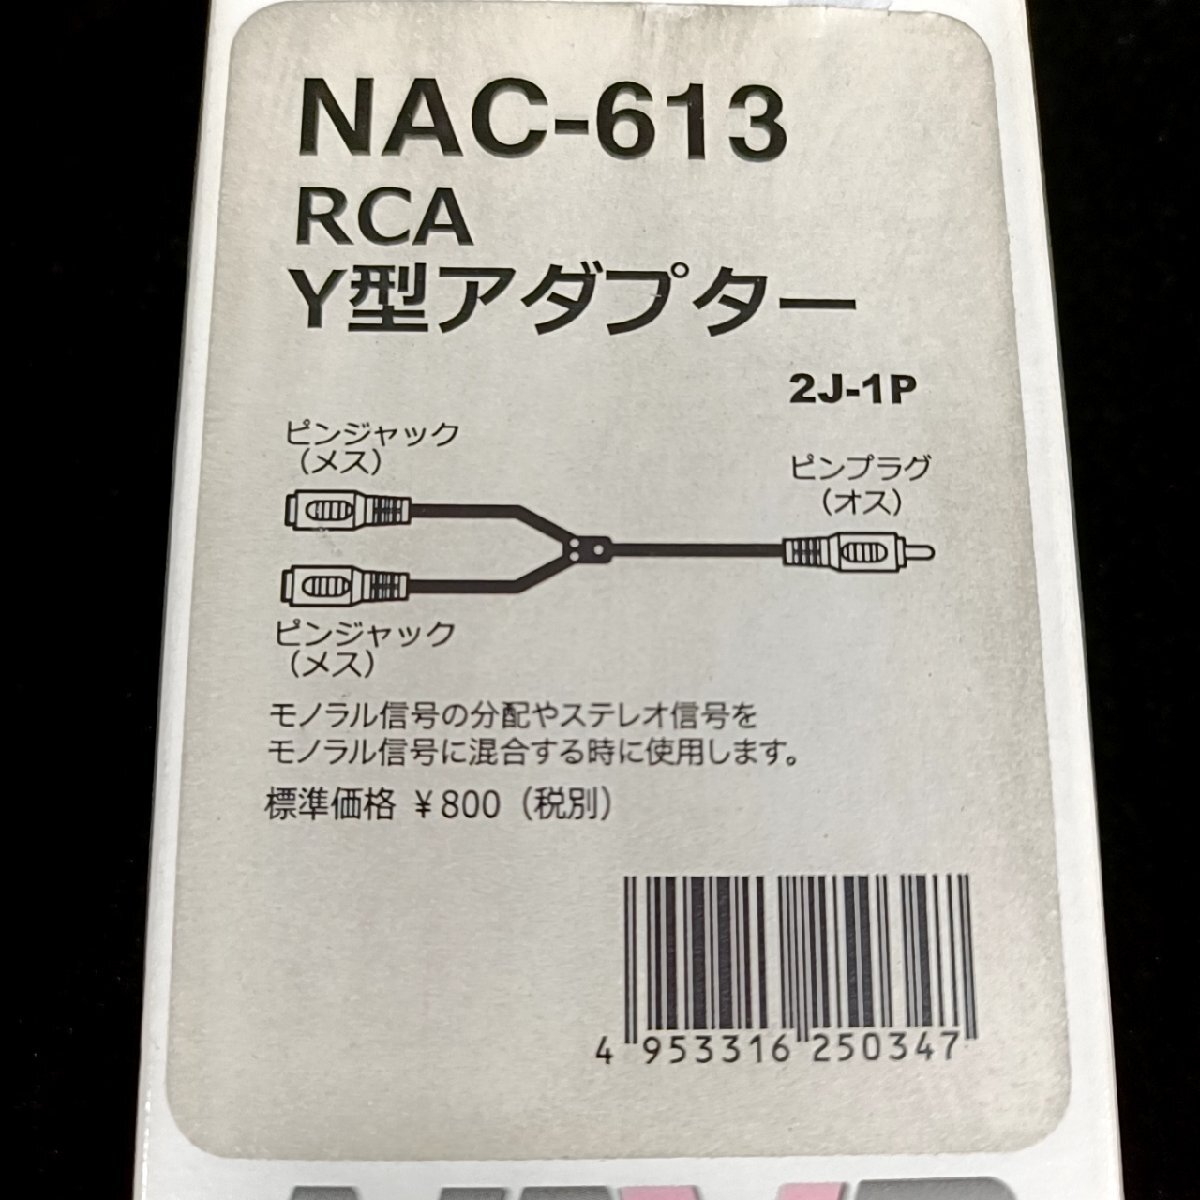 NAC-613
RCA
Y型アダプター
2J-1P
ピンジャック
（メス）
ピンプラグ
（オス）
ピンジャック
（メス）
モノラル信号の分配やステレオ信号を
モノラル信号に混合する時に使用します。
標準価格 ￥800（税別）
4 953316 250347